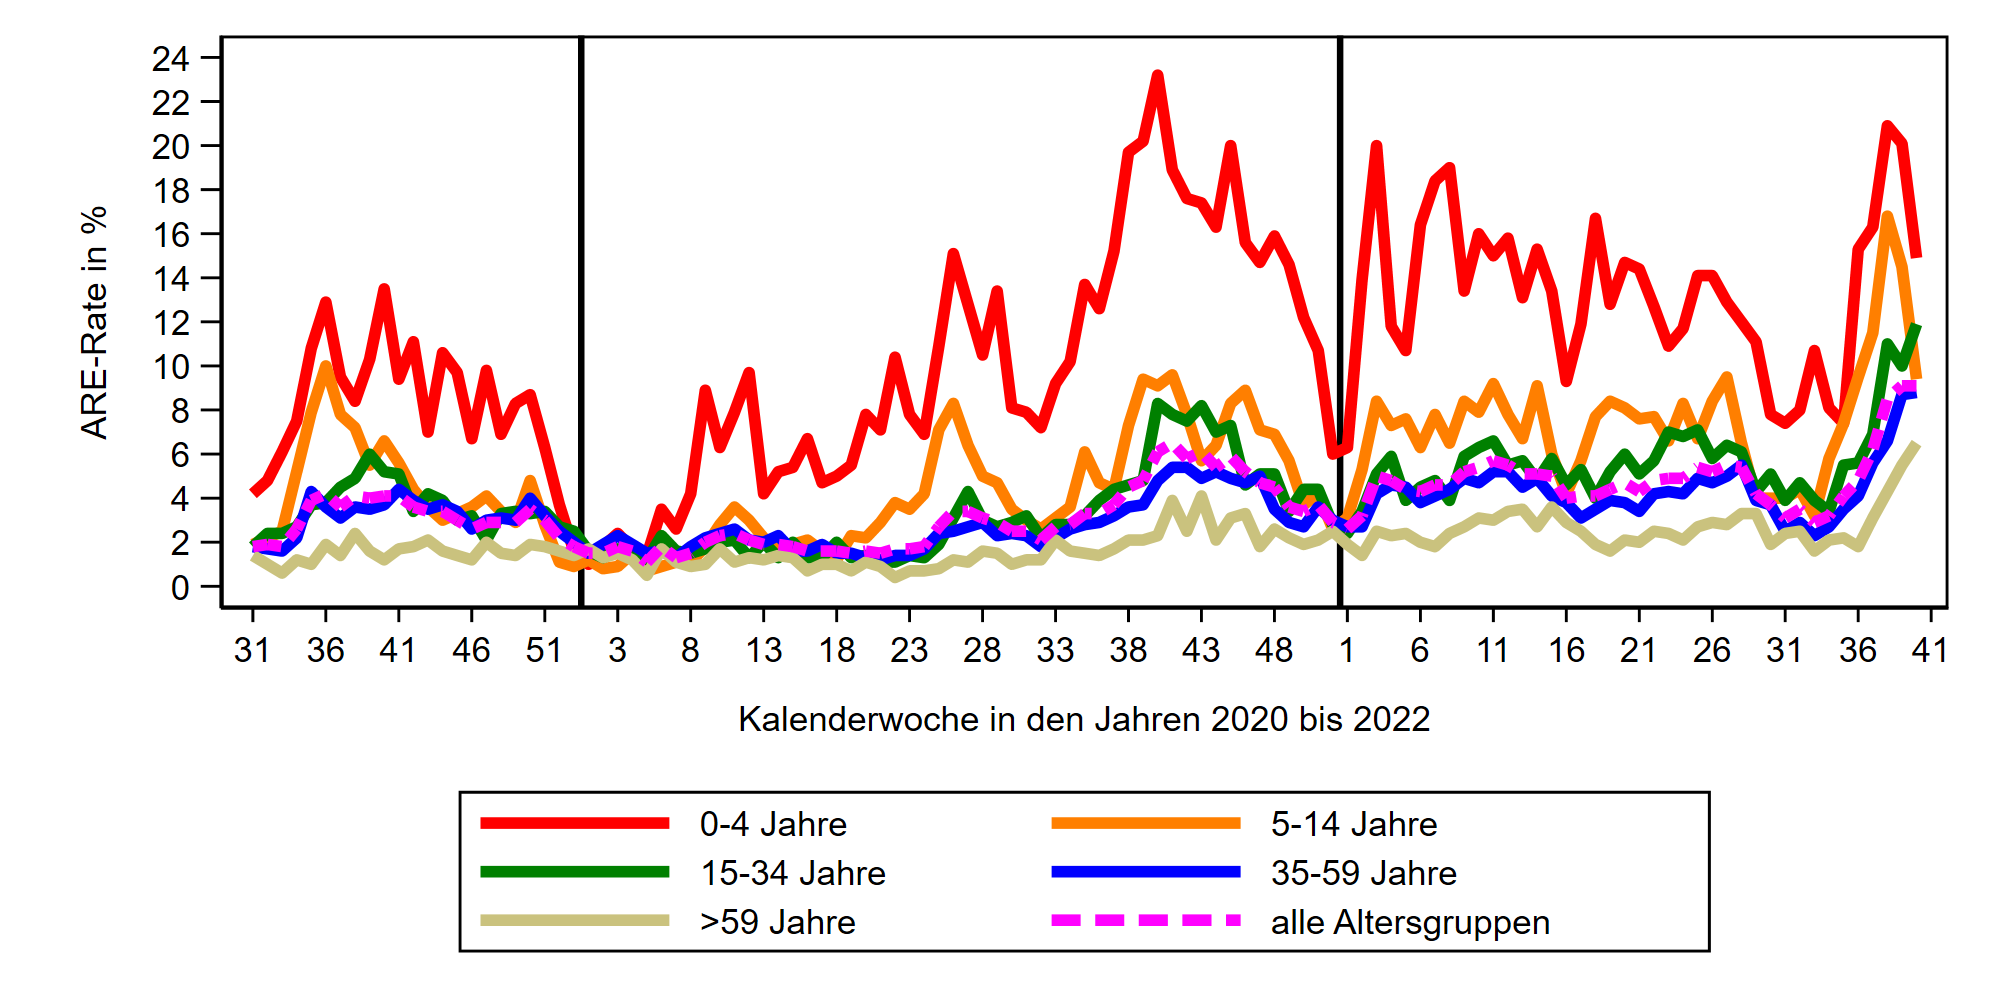 24
22
20
18
16
14
12
10
8
6
4
2
0
ARE-Rate in %
31 36 41 46 51 3 8 13 18 23 28 33 38 43 48 1 6 11 16 21 26 31 36 41
Kalenderwoche in den Jahren 2020 bis 2022
0-4 Jahre 5-14 Jahre
15-34 Jahre 35-59 Jahre
>59 Jahre alle Altersgruppen